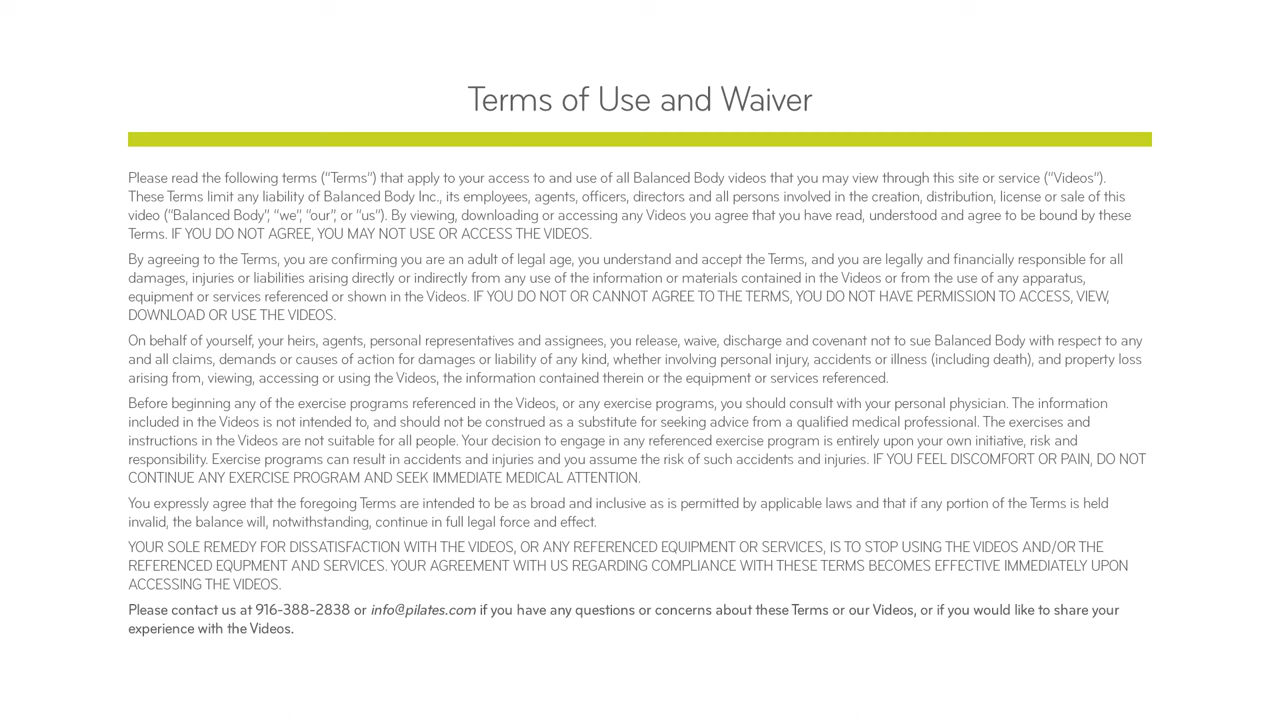 Terms of Use and Waiver
Please read the following terms (“Terms”) that apply to your access to and use of all Balanced Body videos that you may view through this site or service (“Videos”).
These Terms limit any liability of Balanced Body Inc., its employees, agents, officers, directors and all persons involved in the creation, distribution, license or sale of this
video (“Balanced Body”, “we”, “our”, or “us”). By viewing, downloading or accessing any Videos you agree that you have read, understood and agree to be bound by these
Terms. IF YOU DO NOT AGREE, YOU MAY NOT USE OR ACCESS THE VIDEOS.
By agreeing to the Terms, you are confirming you are an adult of legal age, you understand and accept the Terms, and you are legally and financially responsible for all
damages, injuries or liabilities arising directly or indirectly from any use of the information or materials contained in the Videos or from the use of any apparatus,
equipment or services referenced or shown in the Videos. IF YOU DO NOT OR CANNOT AGREE TO THE TERMS, YOU DO NOT HAVE PERMISSION TO ACCESS, VIEW,
DOWNLOAD OR USE THE VIDEOS.
On behalf of yourself, your heirs, agents, personal representatives and assignees, you release, waive, discharge and covenant not to sue Balanced Body with respect to any
and all claims, demands or causes of action for damages or liability of any kind, whether involving personal injury, accidents or illness (including death), and property loss
arising from, viewing, accessing or using the Videos, the information contained therein or the equipment or services referenced.
Before beginning any of the exercise programs referenced in the Videos, or any exercise programs, you should consult with your personal physician. The information
included in the Videos is not intended to, and should not be construed as a substitute for seeking advice from a qualified medical professional. The exercises and
instructions in the Videos are not suitable for all people. Your decision to engage in any referenced exercise program is entirely upon your own initiative, risk and
responsibility. Exercise programs can result in accidents and injuries and you assume the risk of such accidents and injuries. IF YOU FEEL DISCOMFORT OR PAIN, DO NOT
CONTINUE ANY EXERCISE PROGRAM AND SEEK IMMEDIATE MEDICAL ATTENTION.
You expressly agree that the foregoing Terms are intended to be as broad and inclusive as is permitted by applicable laws and that if any portion of the Terms is held
invalid, the balance will, notwithstanding, continue in full legal force and effect.
YOUR SOLE REMEDY FOR DISSATISFACTION WITH THE VIDEOS, OR ANY REFERENCED EQUIPMENT OR SERVICES, IS TO STOP USING THE VIDEOS AND/OR THE
REFERENCED EQUPMENT AND SERVICES. YOUR AGREEMENT WITH US REGARDING COMPLIANCE WITH THESE TERMS BECOMES EFFECTIVE IMMEDIATELY UPON
ACCESSING THE VIDEOS.
Please contact us at 916-388-2838 or info@pilates.com if you have any questions or concerns about these Terms or our Videos, or if you would like to share your
experience with the Videos.